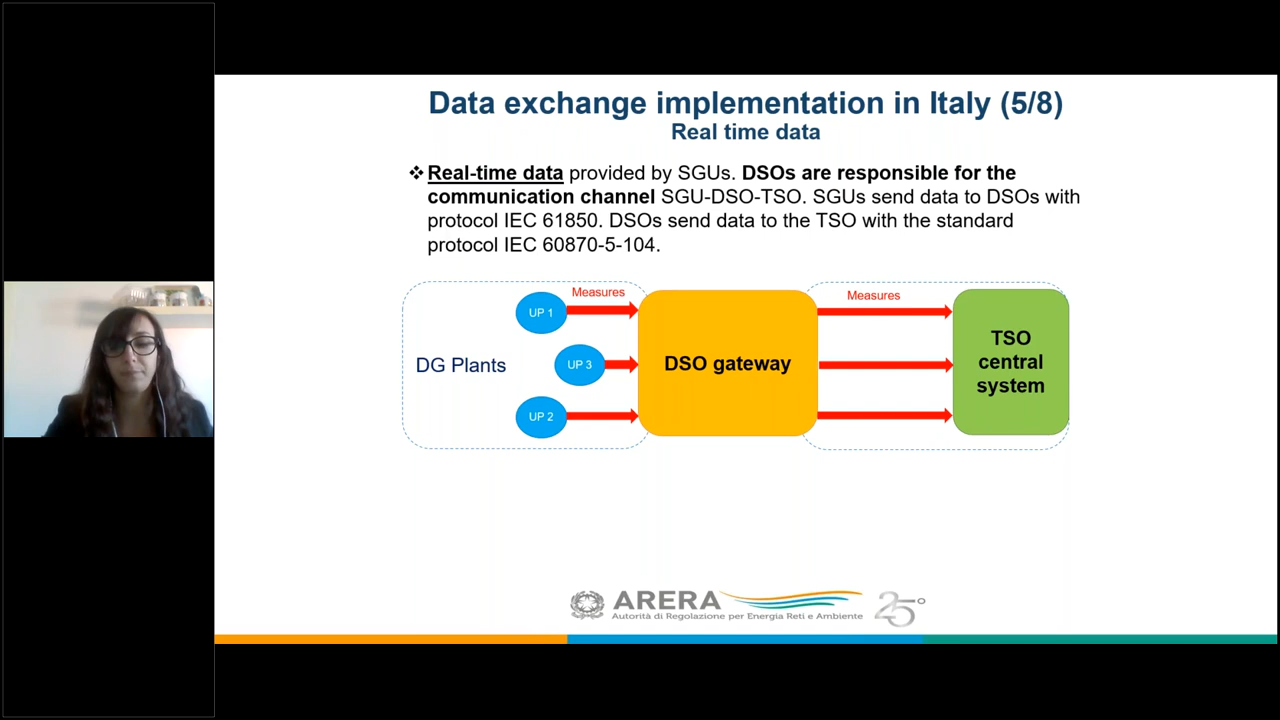 Data exchange implementation in Italy (5/8)
Real time data
❖Real-time data provided by SGUs. DSOs are responsible for the
communication channel SGU-DSO-TSO. SGUs send data to DSOs with
protocol IEC 61850. DSOs send data to the TSO with the standard
protocol IEC 60870-5-104.
Measures
Measures
UP 1
DG Plants
UP 3
UP 2
DSO gateway
TSO
central
system
ARERA
Autorità di Regolazione per Energia Reti e Ambiente
25°